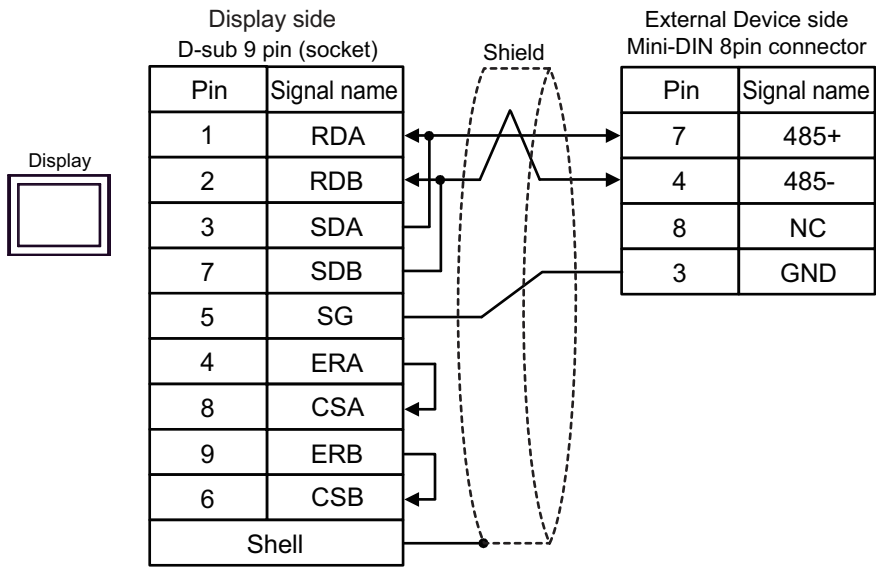 Display side
D-sub 9 pin (socket)
Shield
External Device side
Mini-DIN 8pin connector
Display
Pin Signal name
1 RDA
2 RDB
3 SDA
7 SDB
5 SG
4 ERA
8 CSA
9 ERB
6 CSB
Shell
Pin Signal name
7 485+
4 485-
8 NC
3 GND